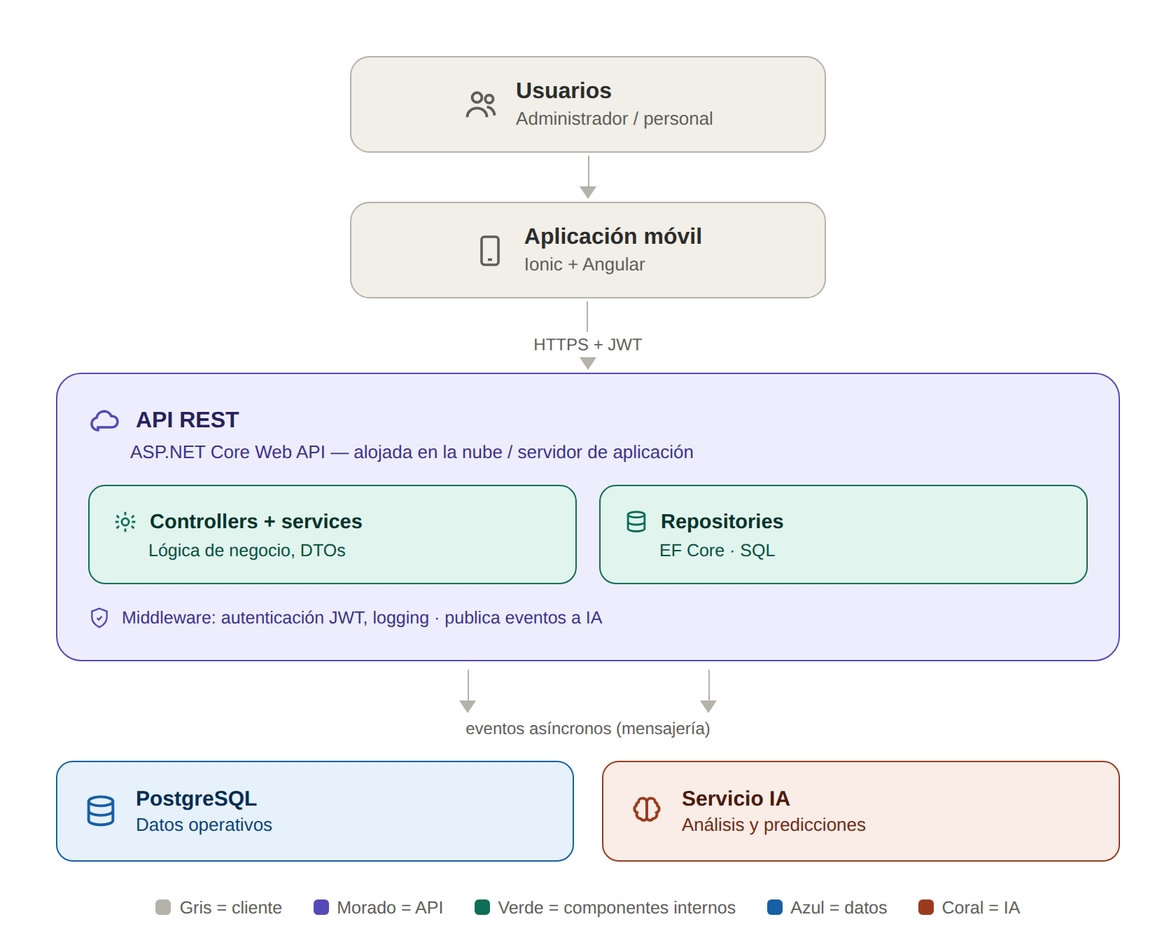 Usuarios
Administrador / personal
Aplicación móvil
Ionic + Angular
HTTPS + JWT
API REST
ASP.NET Core Web API — alojada en la nube / servidor de aplicación
Controllers + services
Lógica de negocio, DTOs
Repositories
EF Core · SQL
Middleware: autenticación JWT, logging · publica eventos a IA
eventos asíncronos (mensajería)
PostgreSQL
Datos operativos
Servicio IA
Análisis y predicciones
Gris = cliente Morado = API Verde = componentes internos Azul = datos Coral = IA